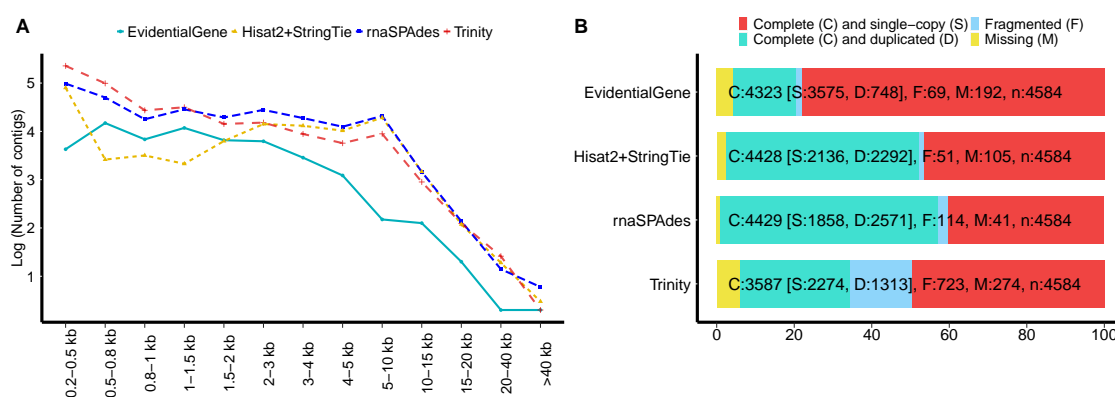 A
EvidentialGene Hisat2+StringTie rnaSPAdes Trinity
Log (Number of contigs)
5
4
3
2
1
0.2−0.5 kb
0.5−0.8 kb
0.8−1 kb
1−1.5 kb
1.5−2 kb
2−3 kb
3−4 kb
4−5 kb
5−10 kb
10−15 kb
15−20 kb
20−40 kb
>40 kb
B
Complete (C) and single−copy (S) Fragmented (F)
Complete (C) and duplicated (D) Missing (M)
EvidentialGene C:4323 [S:3575, D:748], F:69, M:192, n:4584
Hisat2+StringTie C:4428 [S:2136, D:2292], F:51, M:105, n:4584
rnaSPAdes C:4429 [S:1858, D:2571], F:114, M:41, n:4584
Trinity C:3587 [S:2274, D:1313], F:723, M:274, n:4584
0 20 40 60 80 100